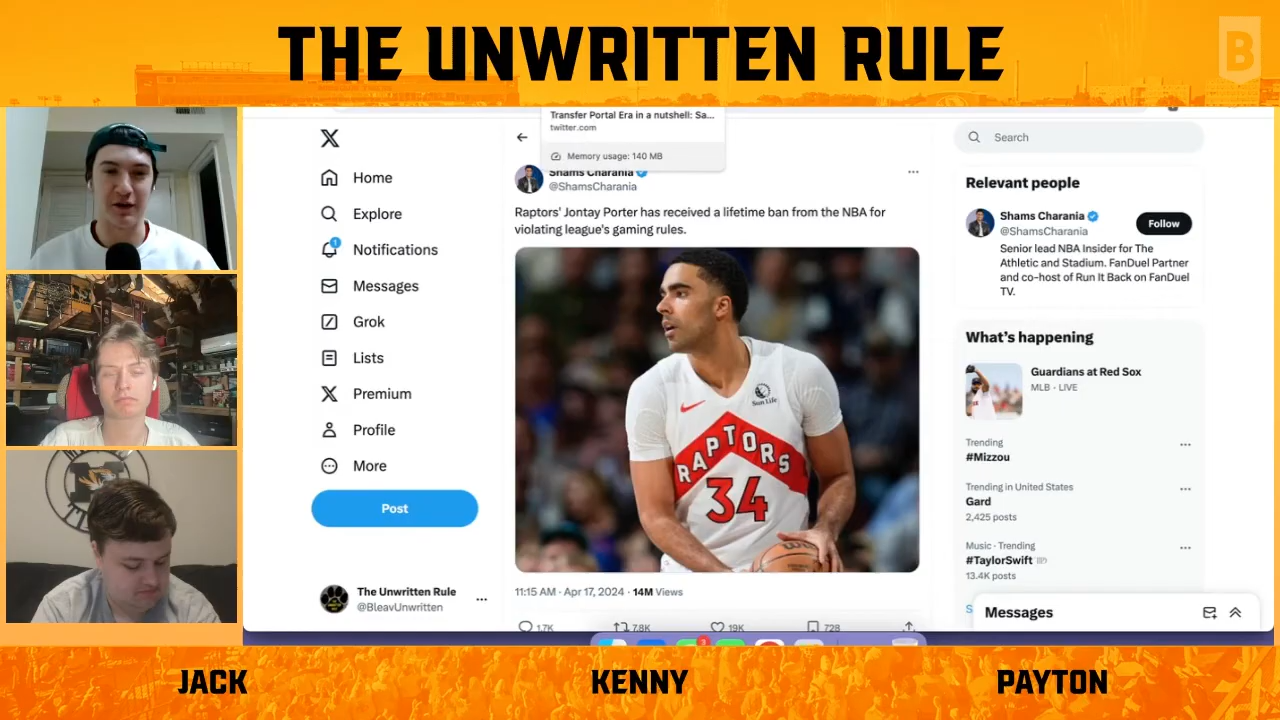 THE UNWRITTEN RULE
B
Transfer Portal Era in a nutshell: Sa...
twitter.com
Memory usage: 140 MB
Home
Explore
1
Notifications
Messages
Grok
Lists
Premium
Profile
More
Post
The Unwritten Rule
@BleavUnwritten
Shams Charania
@ShamsCharania
Raptors' Jontay Porter has received a lifetime ban from the NBA for
violating league's gaming rules.
Sun Life
RAPTORS
34
11:15 AM · Apr 17, 2024 · 14M Views
1.7K 7.8K 19K 728
Search
Relevant people
Shams Charania
@ShamsCharania
Follow
Senior lead NBA Insider for The
Athletic and Stadium. FanDuel Partner
and co-host of Run It Back on FanDuel
TV.
What's happening
Guardians at Red Sox
MLB · LIVE
Trending
#Mizzou
Trending in United States
Gard
2,425 posts
Music · Trending
#TaylorSwift
13.4K posts
S
Messages
3
JACK
KENNY
PAYTON